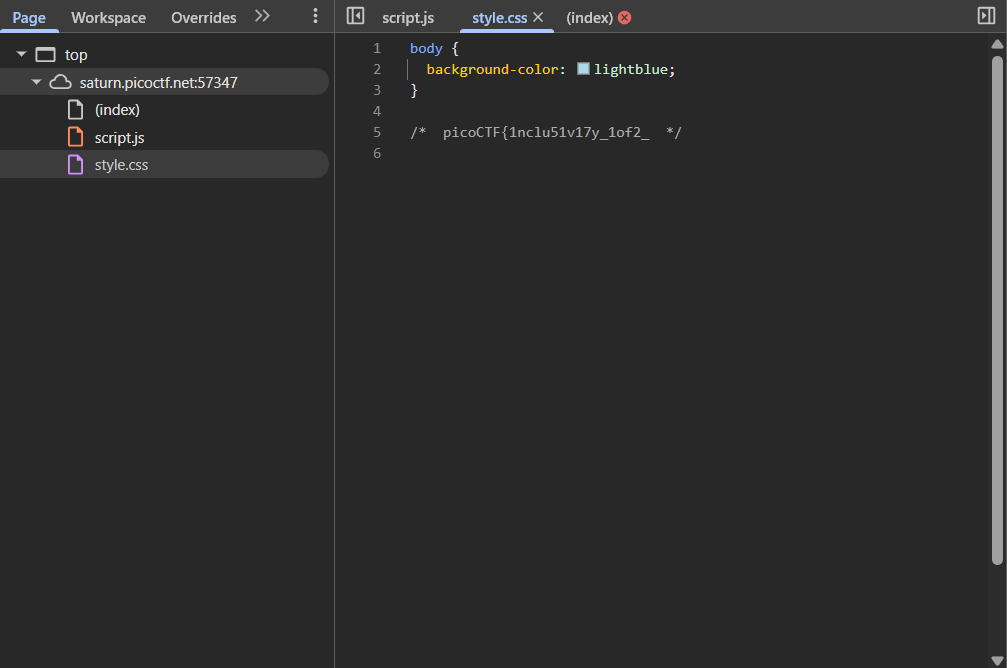 Page Workspace Overrides
script.js style.css (index)
top
saturn.picoctf.net:57347
(index)
script.js
style.css
1 body {
2 background-color: lightblue;
3 }
4
5 /* picoCTF{1nclu51v17y_1of2_ */
6